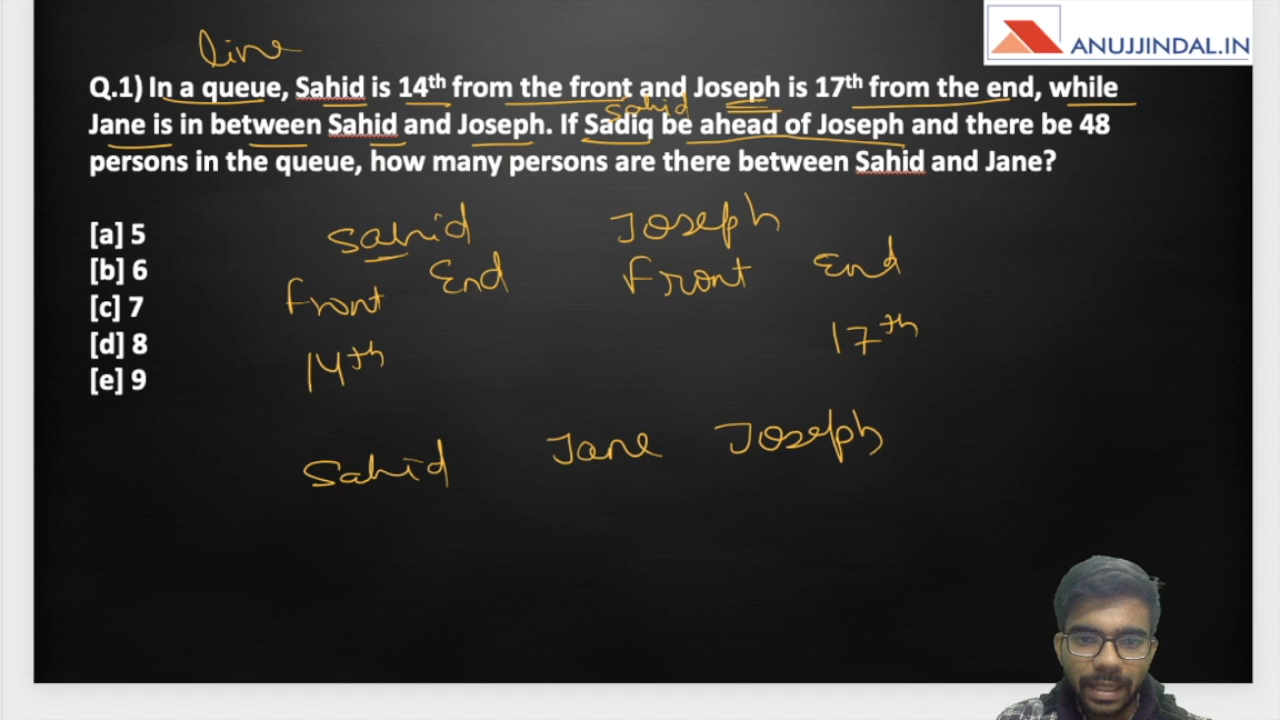 ANUJJINDAL.IN
line
Q.1) In a queue, Sahid is 14th from the front and Joseph is 17th from the end, while
sahid
Jane is in between Sahid and Joseph. If Sadiq be ahead of Joseph and there be 48
persons in the queue, how many persons are there between Sahid and Jane?
[a] 5
[b] 6
[c] 7
[d] 8
[e] 9
Sahid Joseph
Front End Front End
14th 17th
Sahid Jane Joseph